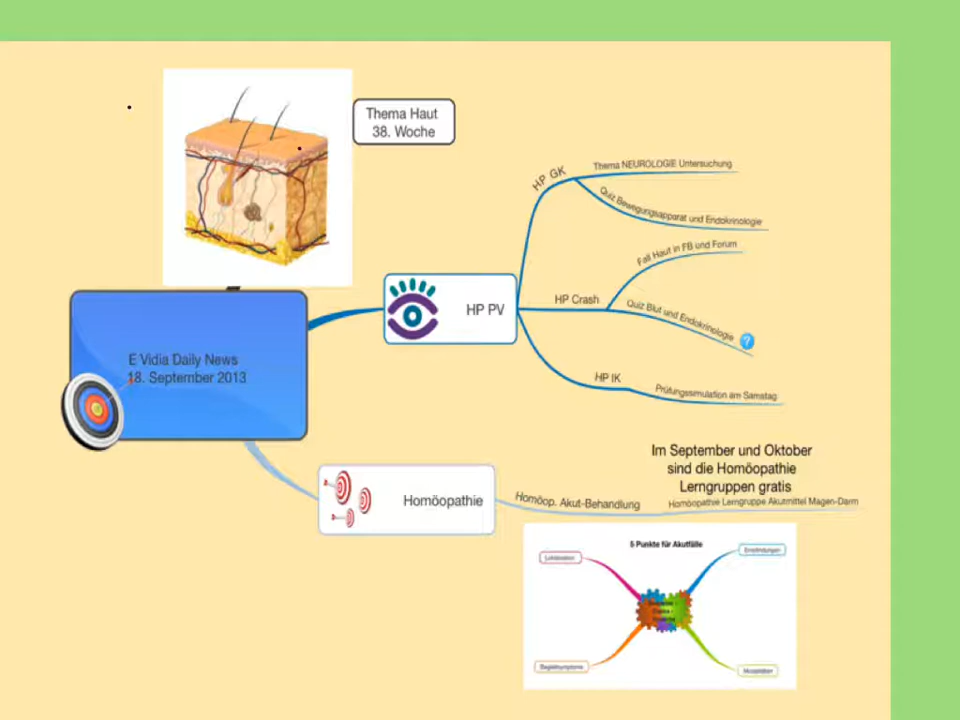 Thema Haut
38. Woche
HP GK
Thema NEUROLOGIE Untersuchung
Quiz Bewegungsapparat und Endokrinologie
Fall Haut in FB und Forum
HP PV
HP Crash
Quiz Blut und Endokrinologie
?
E Vidia Daily News
18. September 2013
HP IK
Prüfungssimulation am Samstag
Im September und Oktober
sind die Homöopathie
Lerngruppen gratis
Homöopathie
Homöop. Akut-Behandlung
Homöopathie Lerngruppe Akutmittel Magen-Darm
5 Punkte für Akutfälle
Lokalisation
Empfindungen
Begleitsymptome
Modalitäten